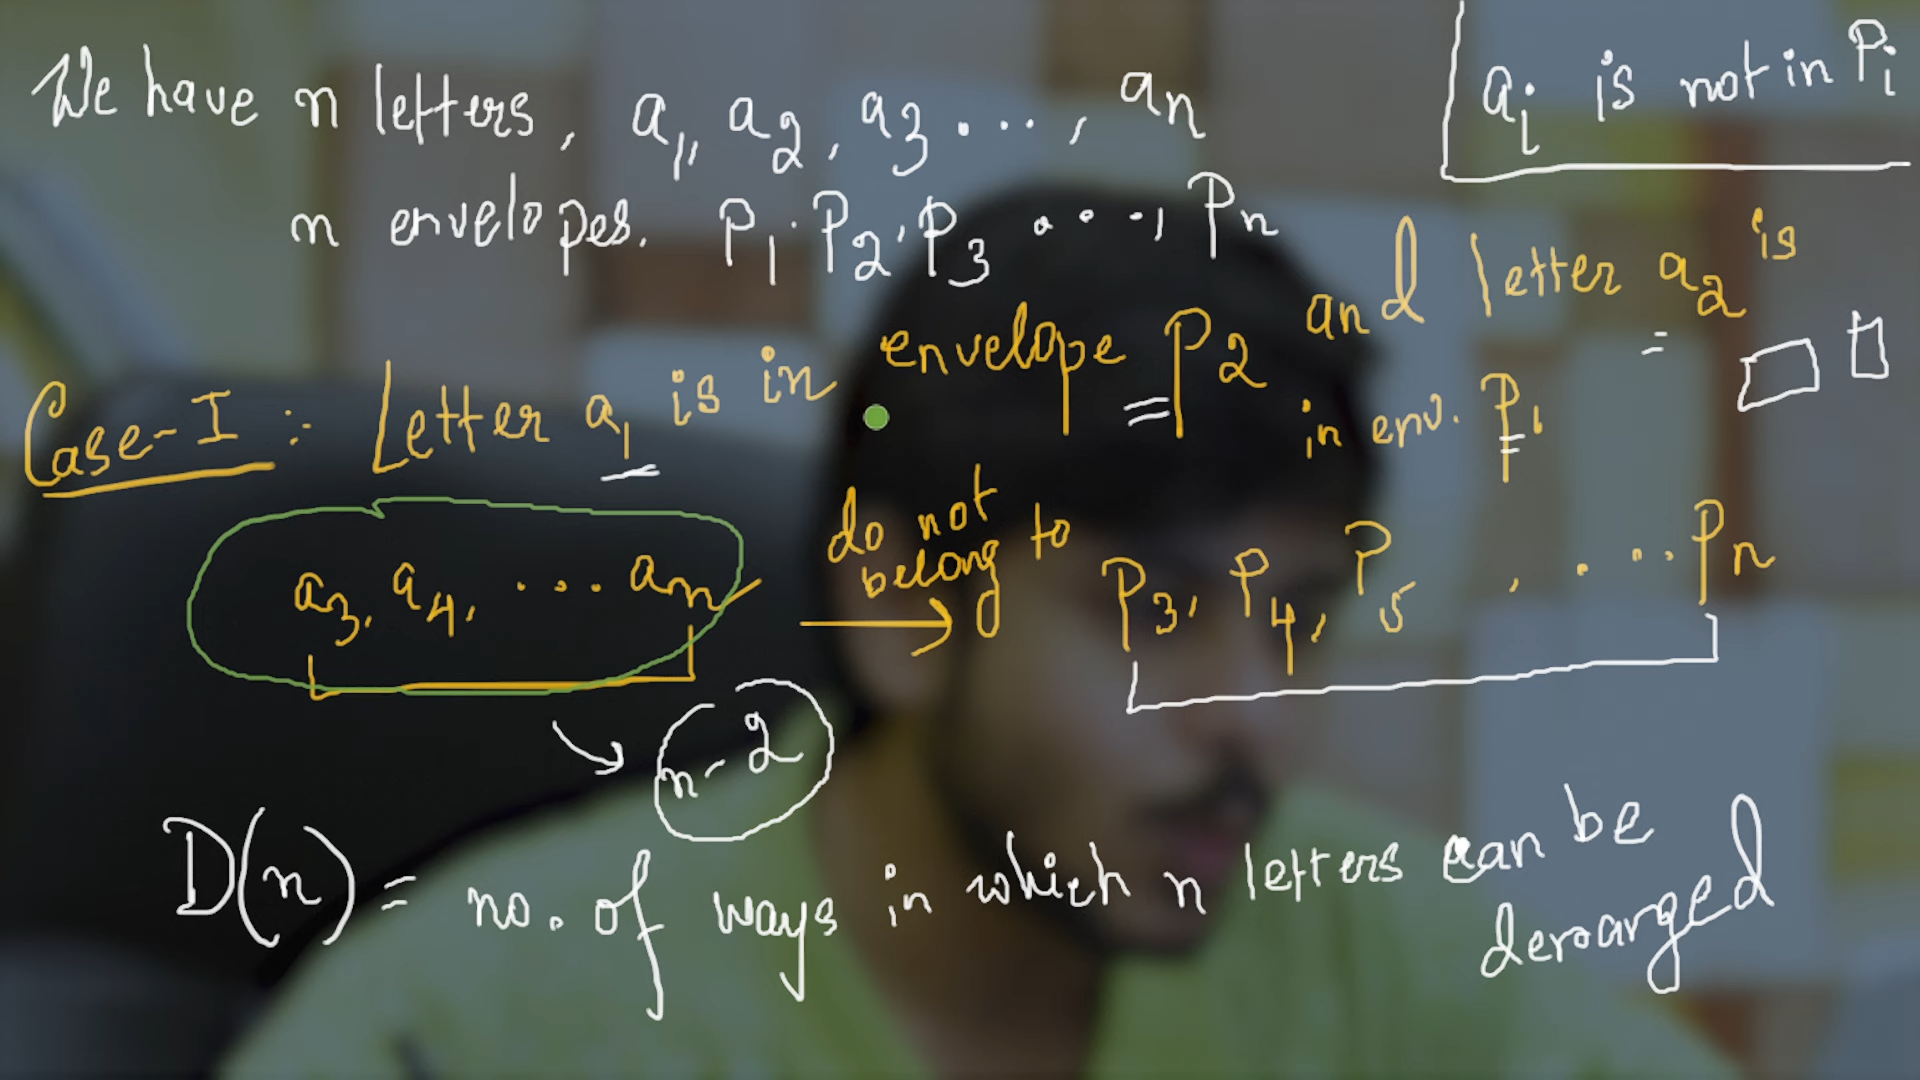 We have n letters, a1, a2, a3 ...., an
n envelopes. P1, P2, P3 ...., Pn
ai is not in Pi
Case-I :- Letter a1 is in envelope P2 and letter a2 is
in env. P1
a3, a4, .... an do not belong to P3, P4, P5, .... Pn
n-2
D(n) = no. of ways in which n letters can be
derarged